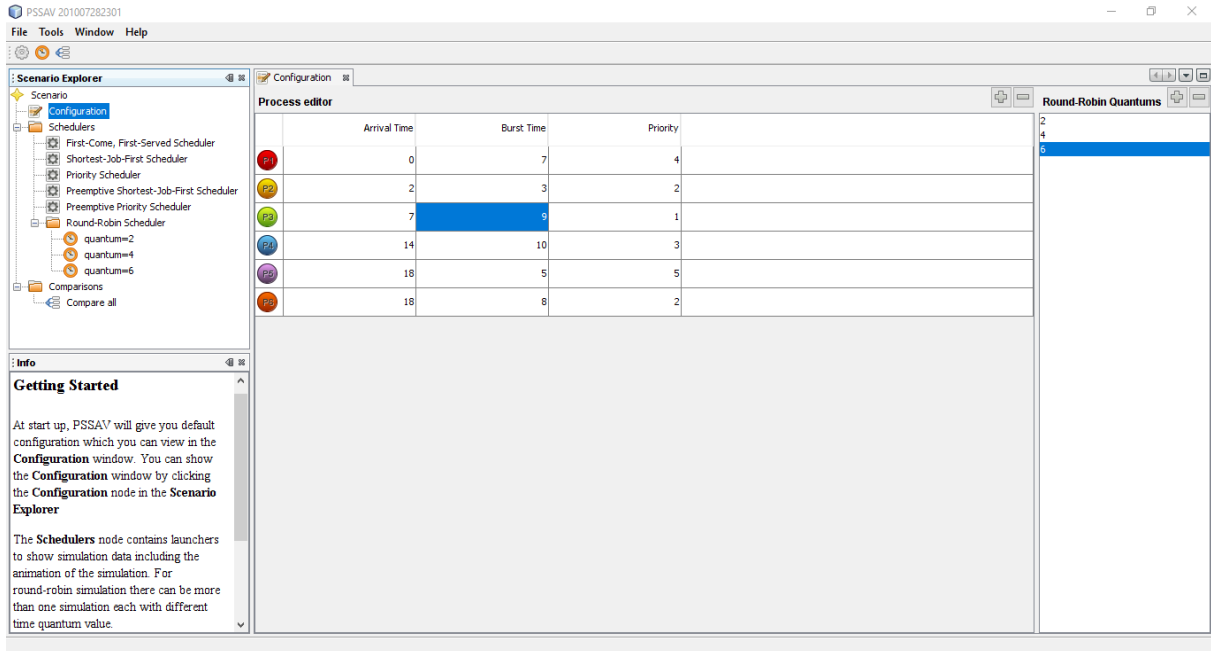 PSSAV 201007282301
File Tools Window Help
Scenario Explorer
Scenario
Configuration
Schedulers
First-Come, First-Served Scheduler
Shortest-Job-First Scheduler
Priority Scheduler
Preemptive Shortest-Job-First Scheduler
Preemptive Priority Scheduler
Round-Robin Scheduler
quantum=2
quantum=4
quantum=6
Comparisons
Compare all
Info
Getting Started
At start up, PSSAV will give you default
configuration which you can view in the
Configuration window. You can show
the Configuration window by clicking
the Configuration node in the Scenario
Explorer
The Schedulers node contains launchers
to show simulation data including the
animation of the simulation. For
round-robin simulation there can be more
than one simulation each with different
time quantum value.
Configuration
Process editor
Arrival Time Burst Time Priority
P1 0 7 4
P2 2 3 2
P3 7 9 1
P4 14 10 3
P5 18 5 5
P6 18 8 2
Round-Robin Quantums
2
4
6